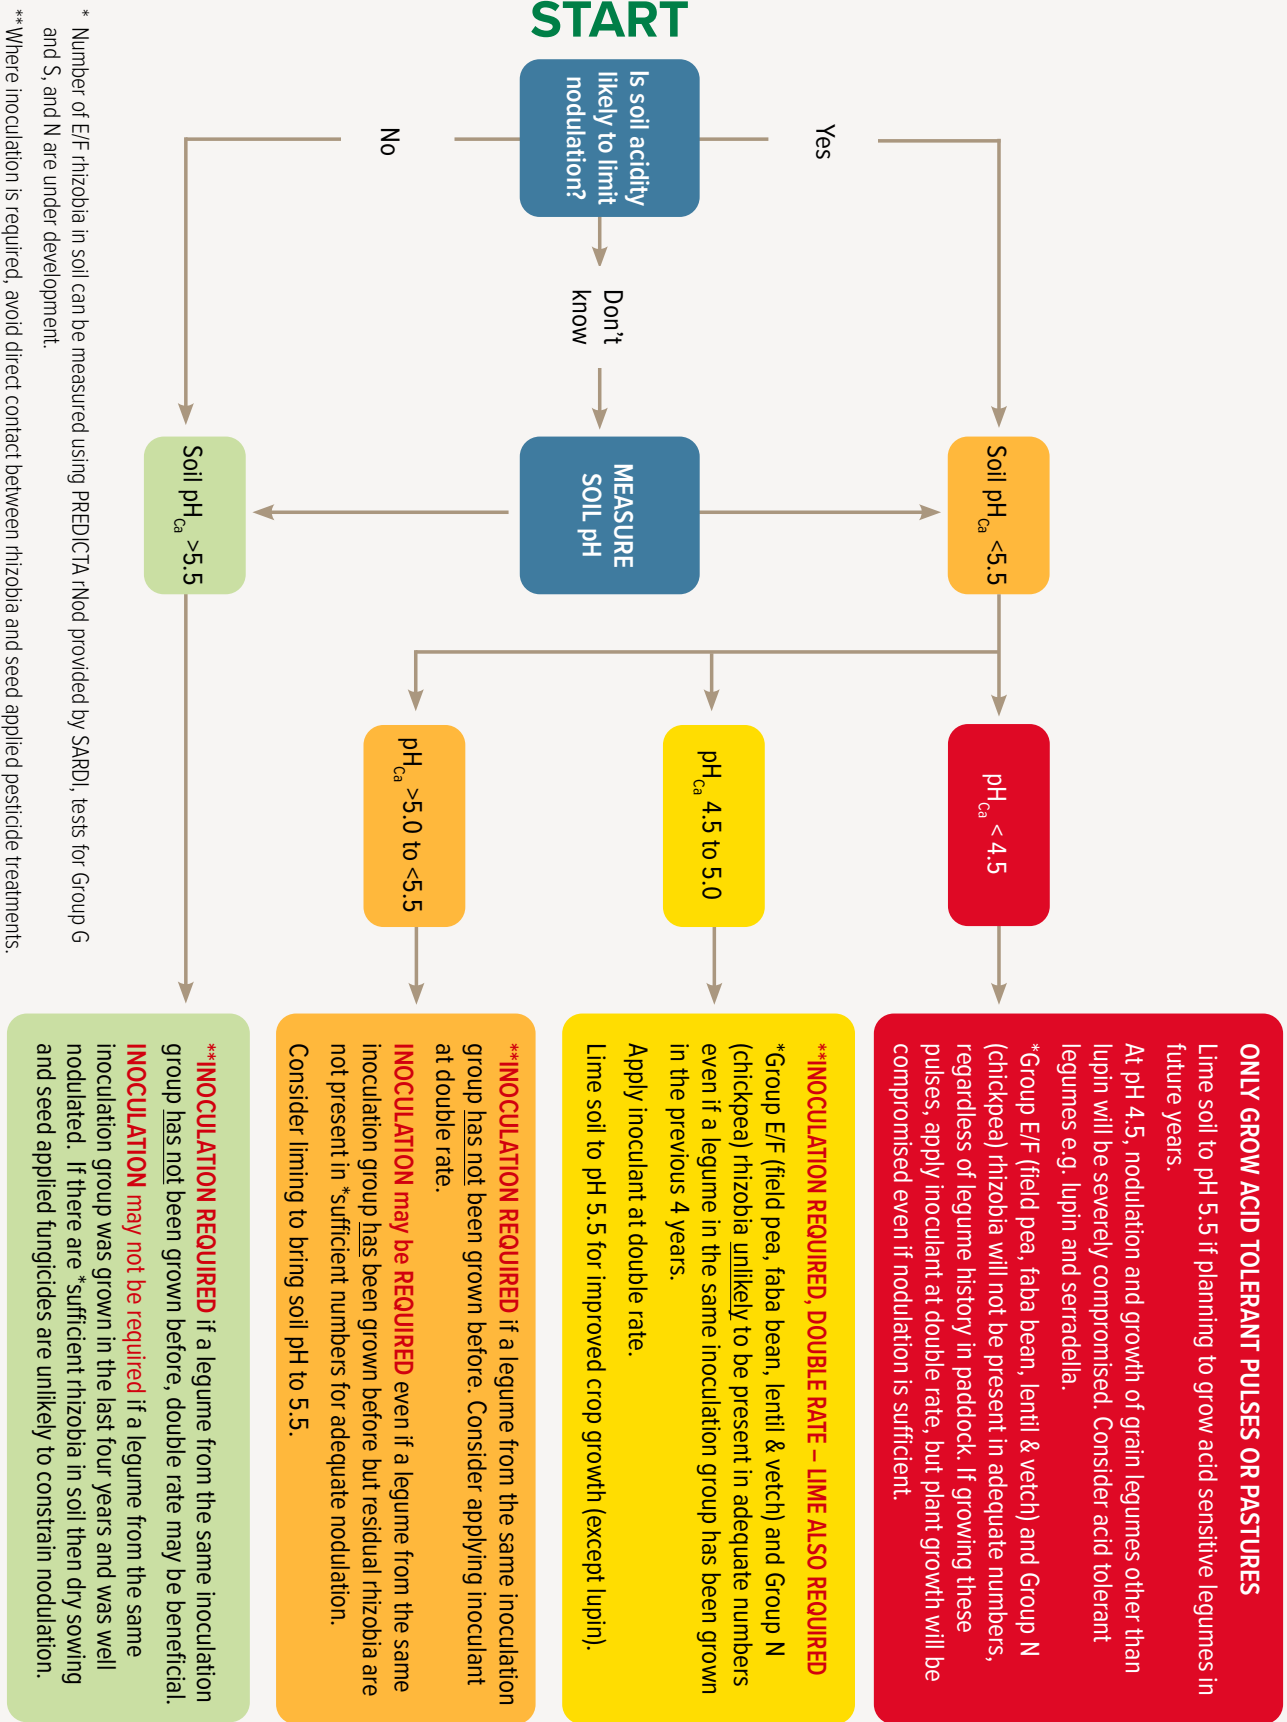 START
Is soil acidity
likely to limit
nodulation?
Yes
Don't
know
No
MEASURE
SOIL pH
Soil pHCa <5.5
Soil pHCa >5.5
pHCa < 4.5
pHCa 4.5 to 5.0
pHCa >5.0 to <5.5
ONLY GROW ACID TOLERANT PULSES OR PASTURES
Lime soil to pH 5.5 if planning to grow acid sensitive legumes in
future years.
At pH 4.5, nodulation and growth of grain legumes other than
lupin will be severely compromised. Consider acid tolerant
legumes e.g. lupin and serradella.
*Group E/F (field pea, faba bean, lentil & vetch) and Group N
(chickpea) rhizobia will not be present in adequate numbers,
regardless of legume history in paddock. If growing these
pulses, apply inoculant at double rate, but plant growth will be
compromised even if nodulation is sufficient.
**INOCULATION REQUIRED, DOUBLE RATE – LIME ALSO REQUIRED
*Group E/F (field pea, faba bean, lentil & vetch) and Group N
(chickpea) rhizobia unlikely to be present in adequate numbers
even if a legume in the same inoculation group has been grown
in the previous 4 years.
Apply inoculant at double rate.
Lime soil to pH 5.5 for improved crop growth (except lupin).
**INOCULATION REQUIRED if a legume from the same inoculation
group has not been grown before. Consider applying inoculant
at double rate.
INOCULATION may be REQUIRED even if a legume from the same
inoculation group has been grown before but residual rhizobia are
not present in *sufficient numbers for adequate nodulation.
Consider liming to bring soil pH to 5.5.
**INOCULATION REQUIRED if a legume from the same inoculation
group has not been grown before, double rate may be beneficial.
INOCULATION may not be required if a legume from the same
inoculation group was grown in the last four years and was well
nodulated. If there are *sufficient rhizobia in soil then dry sowing
and seed applied fungicides are unlikely to constrain nodulation.
* Number of E/F rhizobia in soil can be measured using PREDICTA rNod provided by SARDI, tests for Group G
and S, and N are under development.
**Where inoculation is required, avoid direct contact between rhizobia and seed applied pesticide treatments.